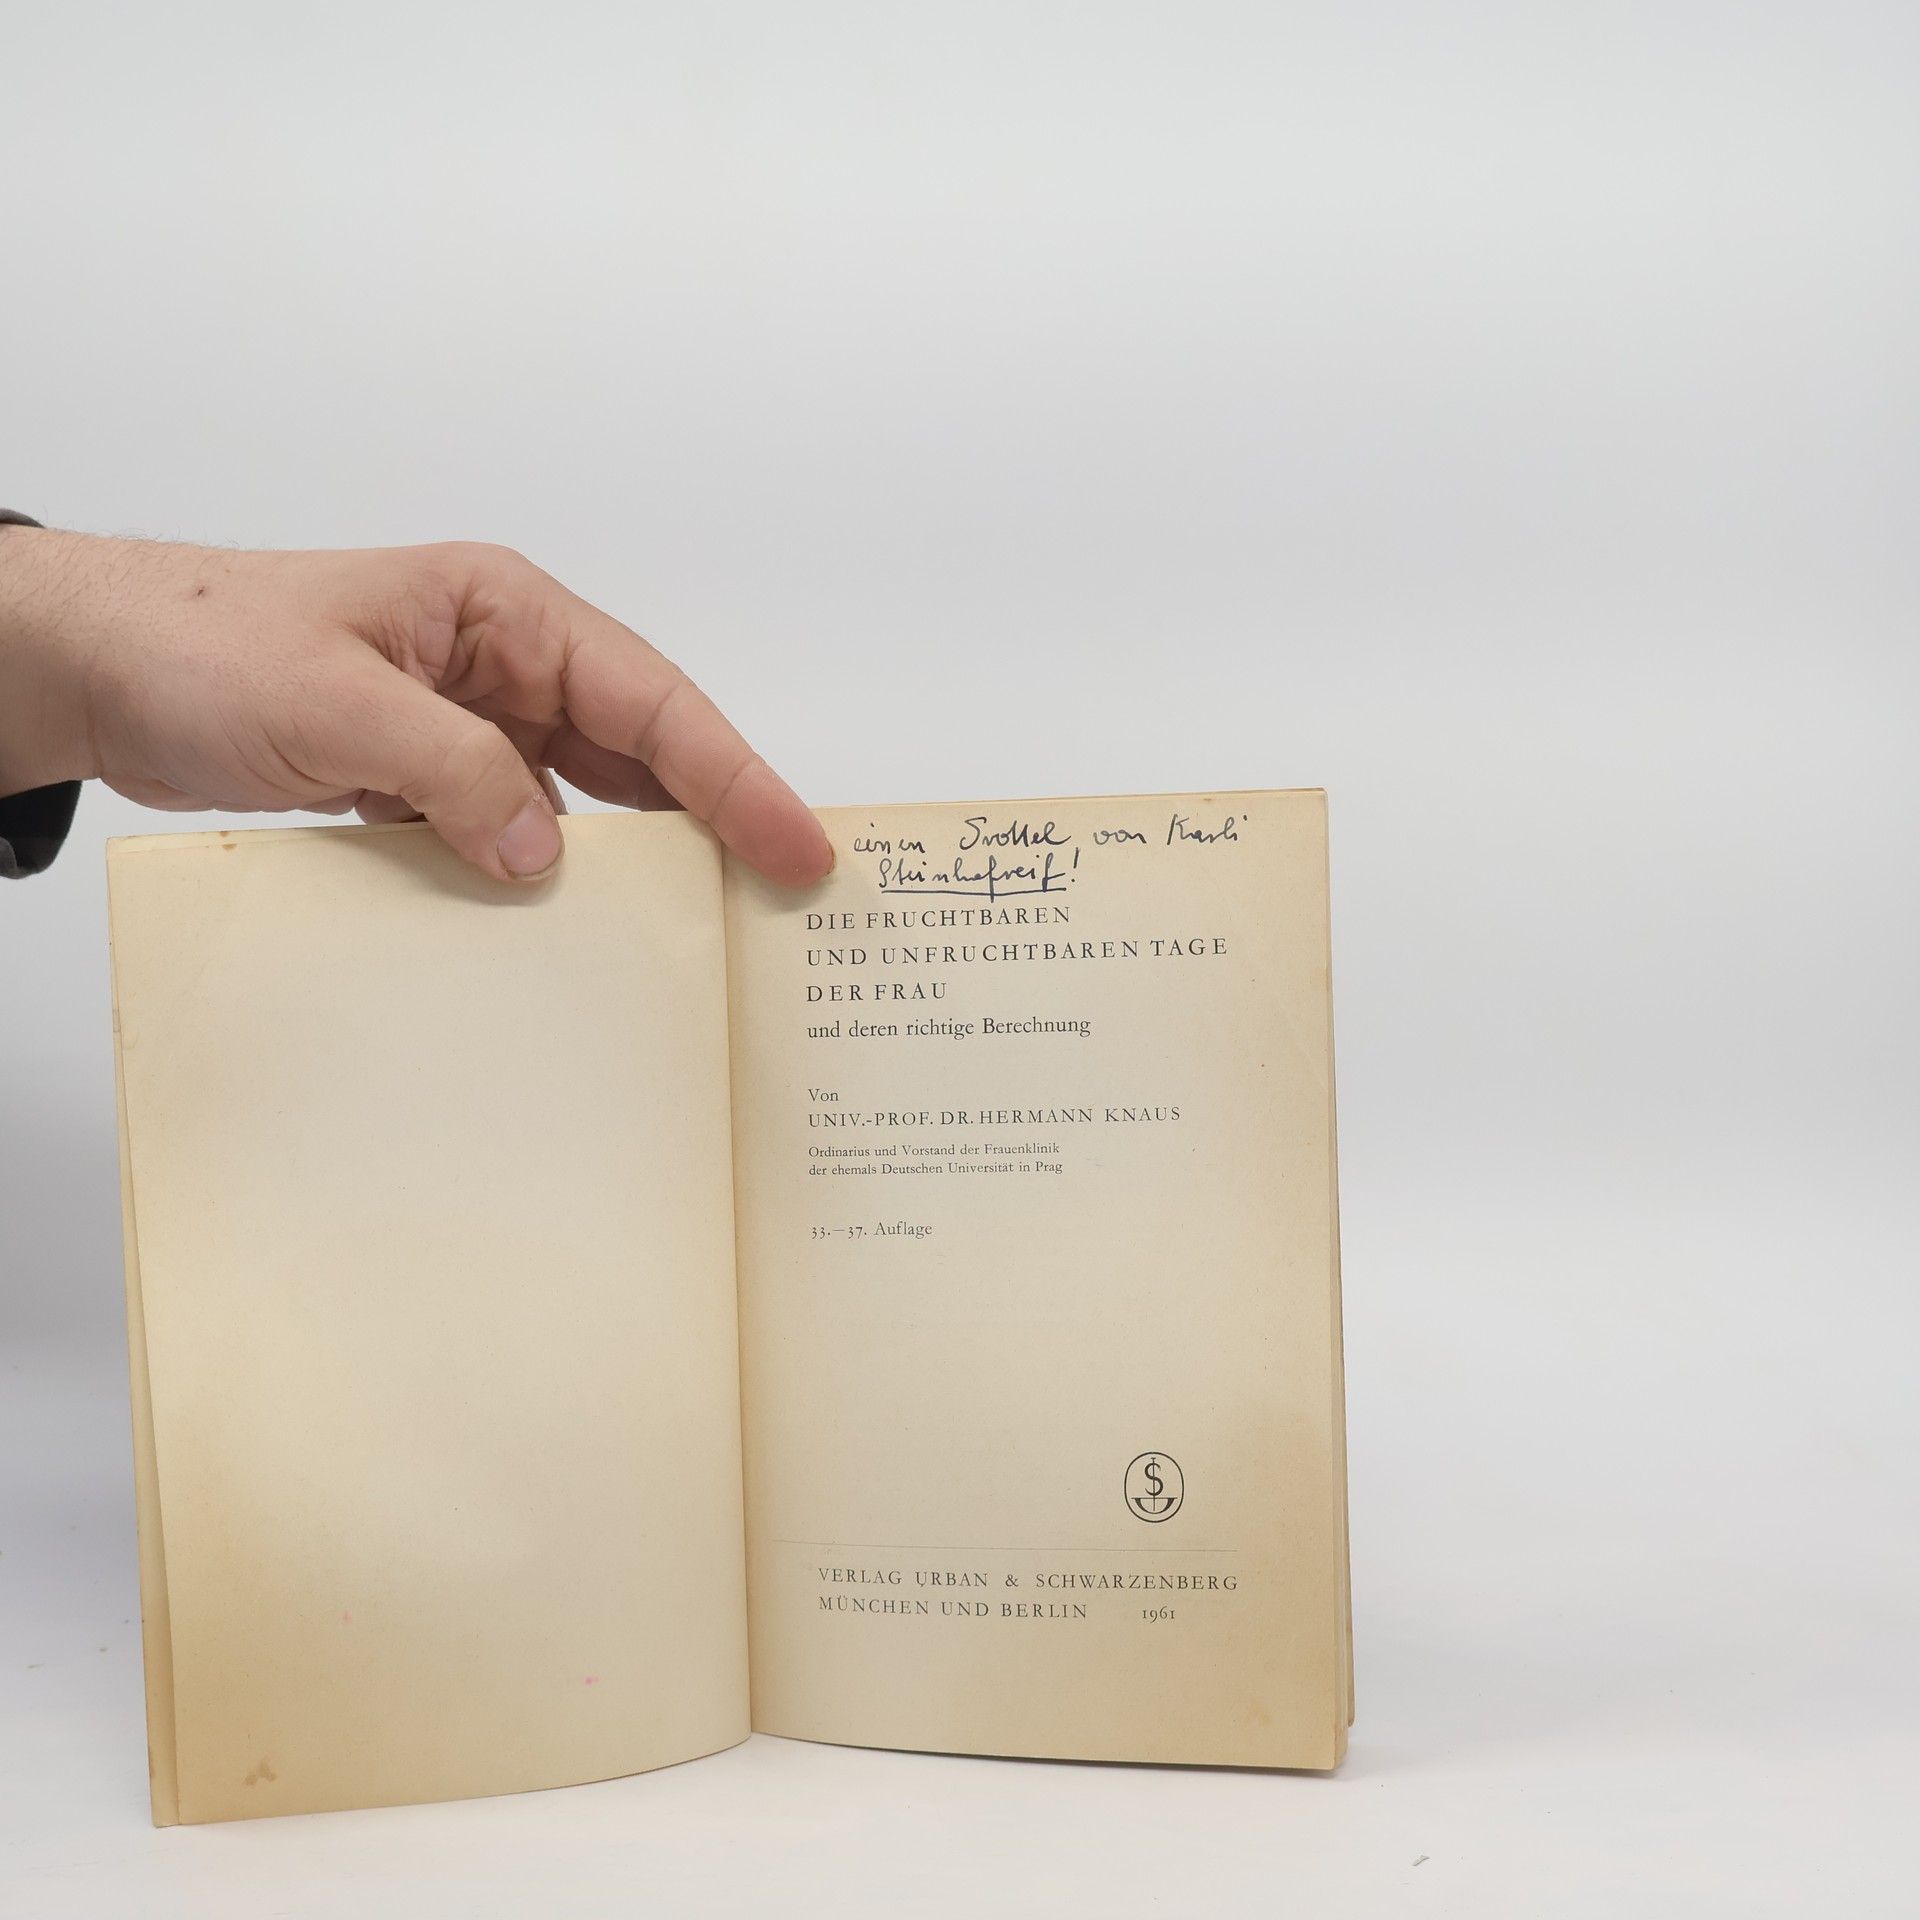 einen Trottel, von Karli
Steinhofreif!
DIE FRUCHTBAREN
UND UNFRUCHTBAREN TAGE
DER FRAU
und deren richtige Berechnung
Von
UNIV.-PROF. DR. HERMANN KNAUS
Ordinarius und Vorstand der Frauenklinik
der ehemals Deutschen Universität in Prag
33.—37. Auflage
VERLAG URBAN & SCHWARZENBERG
MÜNCHEN UND BERLIN 1961